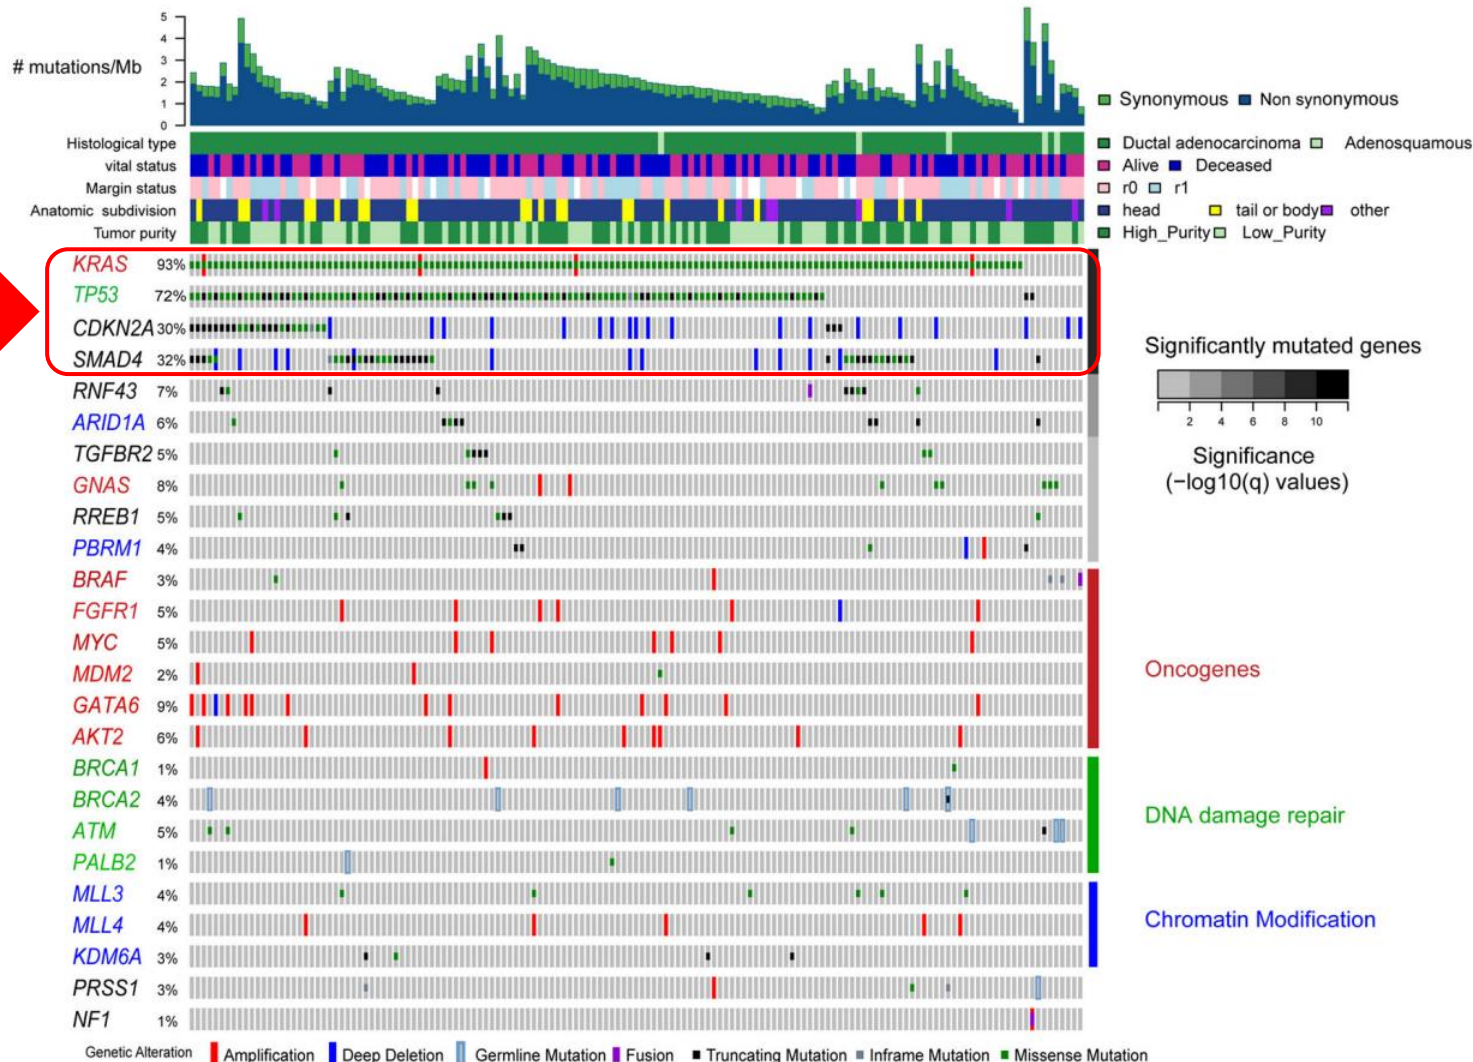 5
4
3
2
1
0
# mutations/Mb
Synonymous Non synonymous
Histological type
Ductal adenocarcinoma Adenosquamous
vital status
Alive Deceased
Margin status
r0 r1
Anatomic subdivision
head tail or body other
Tumor purity
High_Purity Low_Purity
KRAS 93%
TP53 72%
CDKN2A 30%
SMAD4 32%
RNF43 7%
ARID1A 6%
TGFBR2 5%
GNAS 8%
RREB1 5%
PBRM1 4%
BRAF 3%
FGFR1 5%
MYC 5%
MDM2 2%
GATA6 9%
AKT2 6%
BRCA1 1%
BRCA2 4%
ATM 5%
PALB2 1%
MLL3 4%
MLL4 4%
KDM6A 3%
PRSS1 3%
NF1 1%
Significantly mutated genes
2 4 6 8 10
Significance
(−log10(q) values)
Oncogenes
DNA damage repair
Chromatin Modification
Genetic Alteration Amplification Deep Deletion Germline Mutation Fusion Truncating Mutation Inframe Mutation Missense Mutation